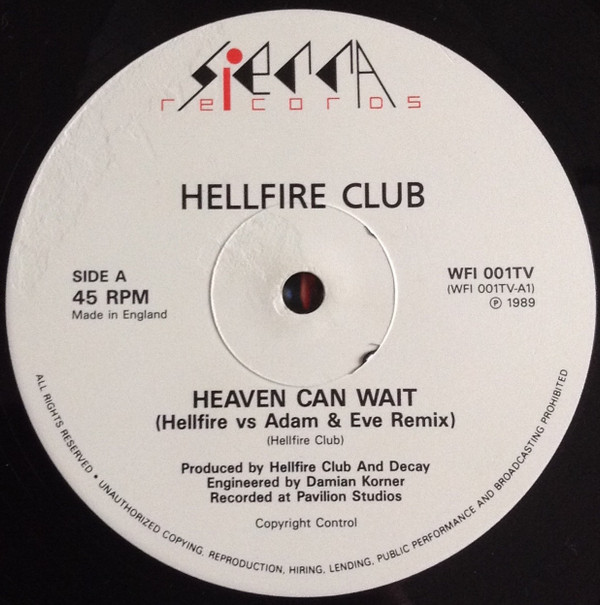 Sierra
records
HELLFIRE CLUB
SIDE A
45 RPM
Made in England
WFI 001TV
(WFI 001TV-A1)
℗ 1989
HEAVEN CAN WAIT
(Hellfire vs Adam & Eve Remix)
(Hellfire Club)
Produced by Hellfire Club And Decay
Engineered by Damian Korner
Recorded at Pavilion Studios
Copyright Control
ALL RIGHTS RESERVED • UNAUTHORIZED COPYING, REPRODUCTION, HIRING, LENDING, PUBLIC PERFORMANCE AND BROADCASTING PROHIBITED